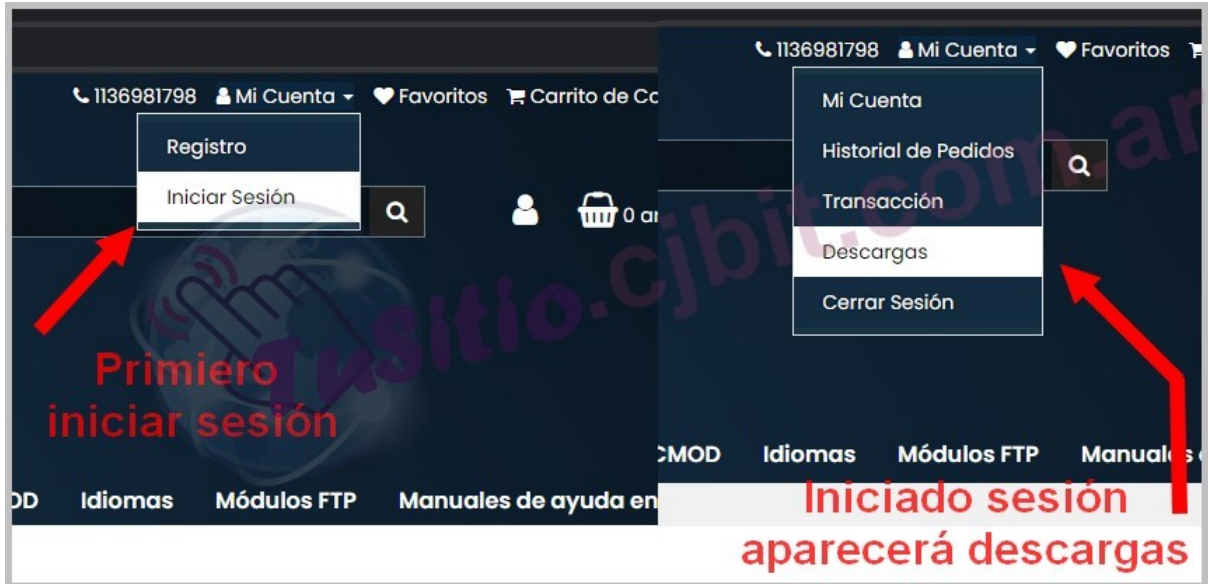 1136981798 Mi Cuenta Favoritos Carrito de Co
Registro
Iniciar Sesión
0 ar
Primiero
iniciar sesión
OD Idiomas Módulos FTP Manuales de ayuda en
1136981798 Mi Cuenta Favoritos
Mi Cuenta
Historial de Pedidos
Transacción
Descargas
Cerrar Sesión
CMOD Idiomas Módulos FTP Manuales
Iniciado sesión
aparecerá descargas
TuSitio.cjbit.com.ar